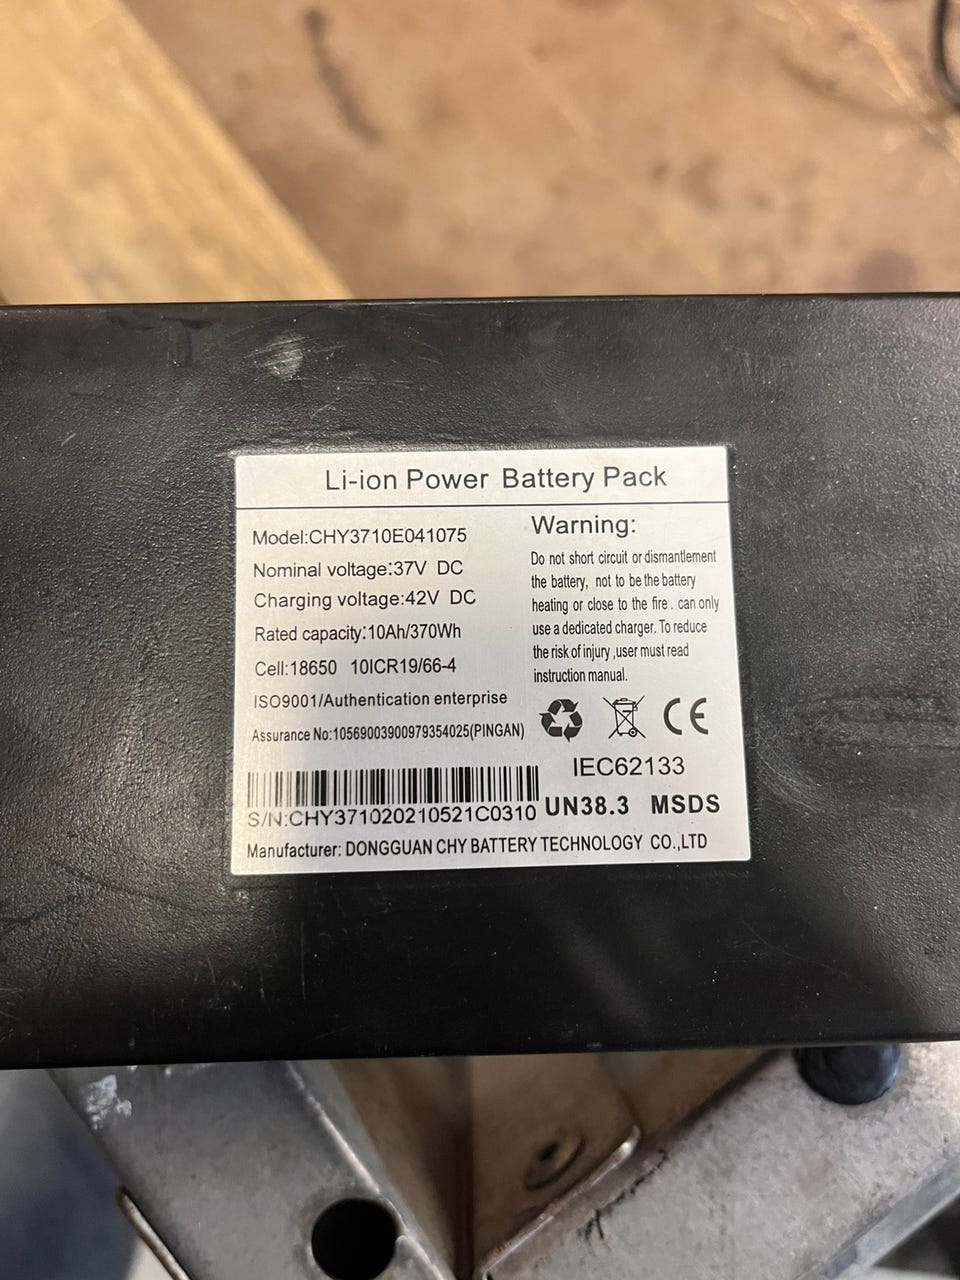 Li-ion Power Battery Pack
Model:CHY3710E041075
Nominal voltage:37V DC
Charging voltage:42V DC
Rated capacity:10Ah/370Wh
Cell:18650 10ICR19/66-4
ISO9001/Authentication enterprise
Assurance No:10569003900979354025(PINGAN)
S/N:CHY371020210521C0310
Warning:
Do not short circuit or dismantlement
the battery, not to be the battery
heating or close to the fire . can only
use a dedicated charger. To reduce
the risk of injury ,user must read
instruction manual.
CE
IEC62133
UN38.3 MSDS
Manufacturer: DONGGUAN CHY BATTERY TECHNOLOGY CO.,LTD